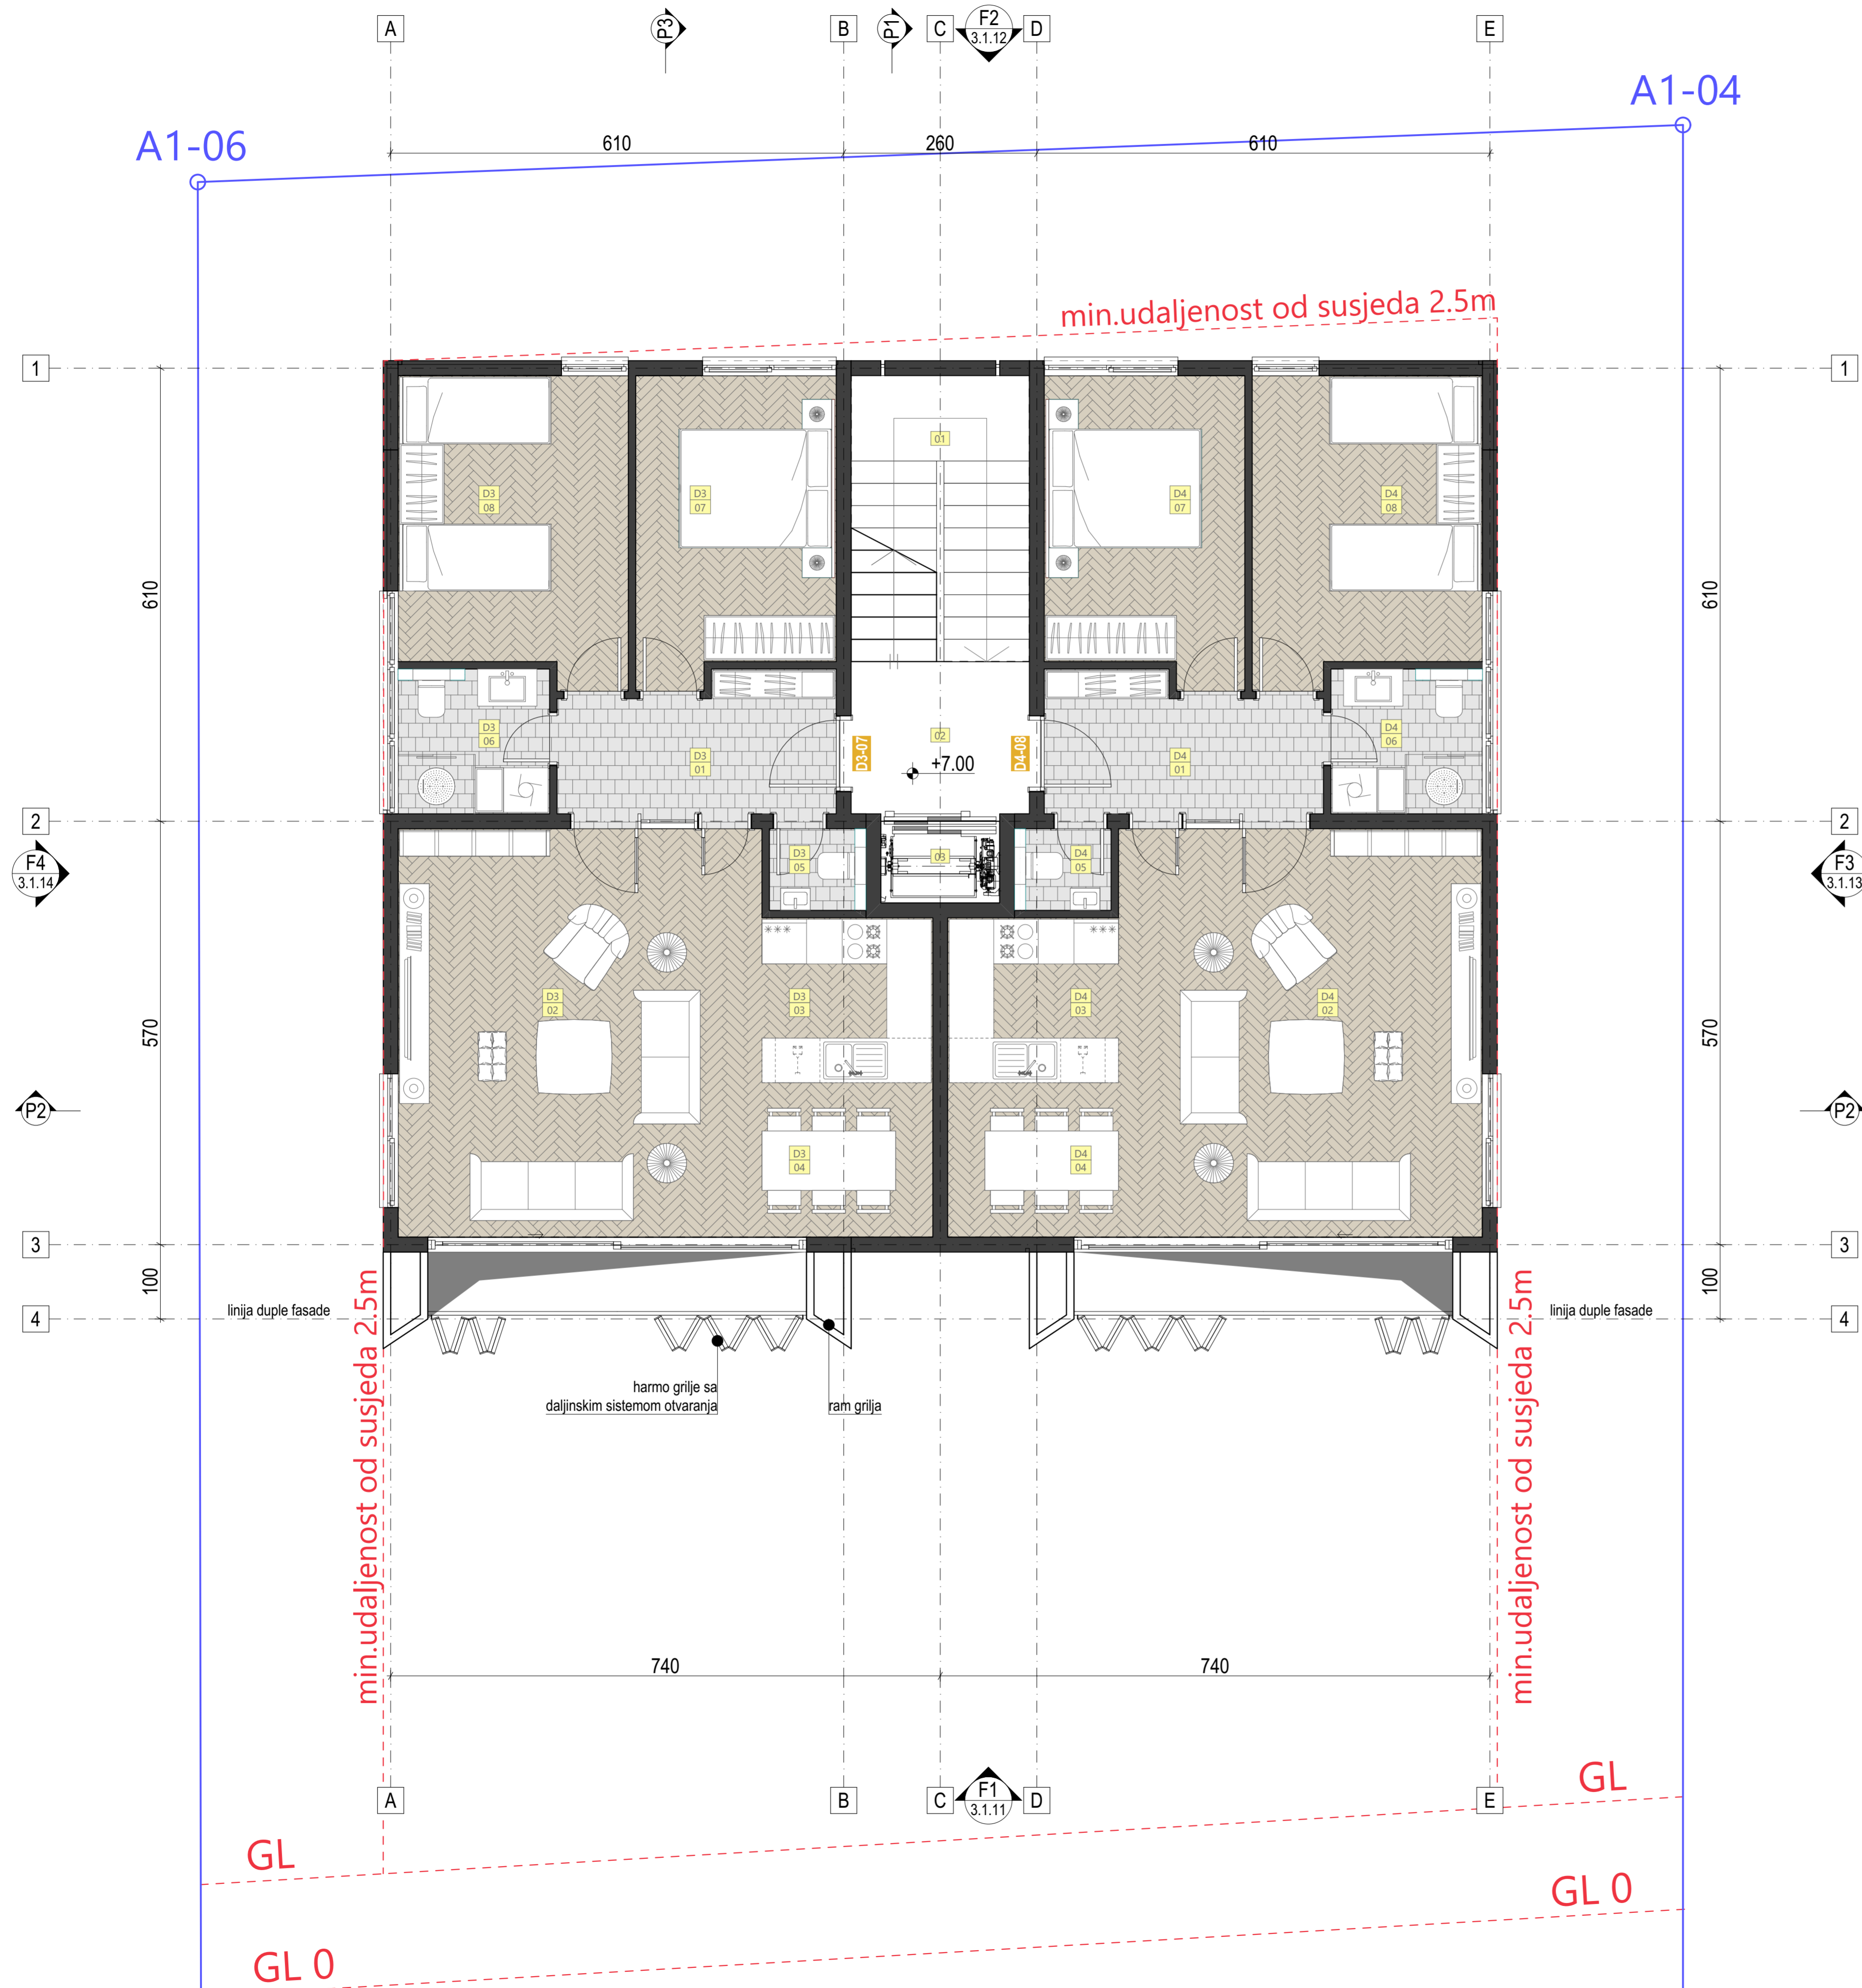 A
P3
B
P1
C
F2
3.1.12
D
E
A1-04
A1-06
610
260
610
min.udaljenost od susjeda 2.5m
1
1
01
D3
08
D3
07
D4
07
D4
08
610
610
D3
06
D3
01
D3-07
02
D4-08
+7.00
D4
01
D4
06
2
2
F4
3.1.14
D3
05
03
D4
05
F3
3.1.13
D3
02
D3
03
D4
03
D4
02
570
570
P2
P2
D3
04
D4
04
3
3
100
100
linija duple fasade
linija duple fasade
4
4
min.udaljenost od susjeda 2.5m
min.udaljenost od susjeda 2.5m
harmo grilje sa
daljinskim sistemom otvaranja
ram grilja
740
740
A
B
C
F1
3.1.11
D
E
GL
GL
GL 0
GL 0